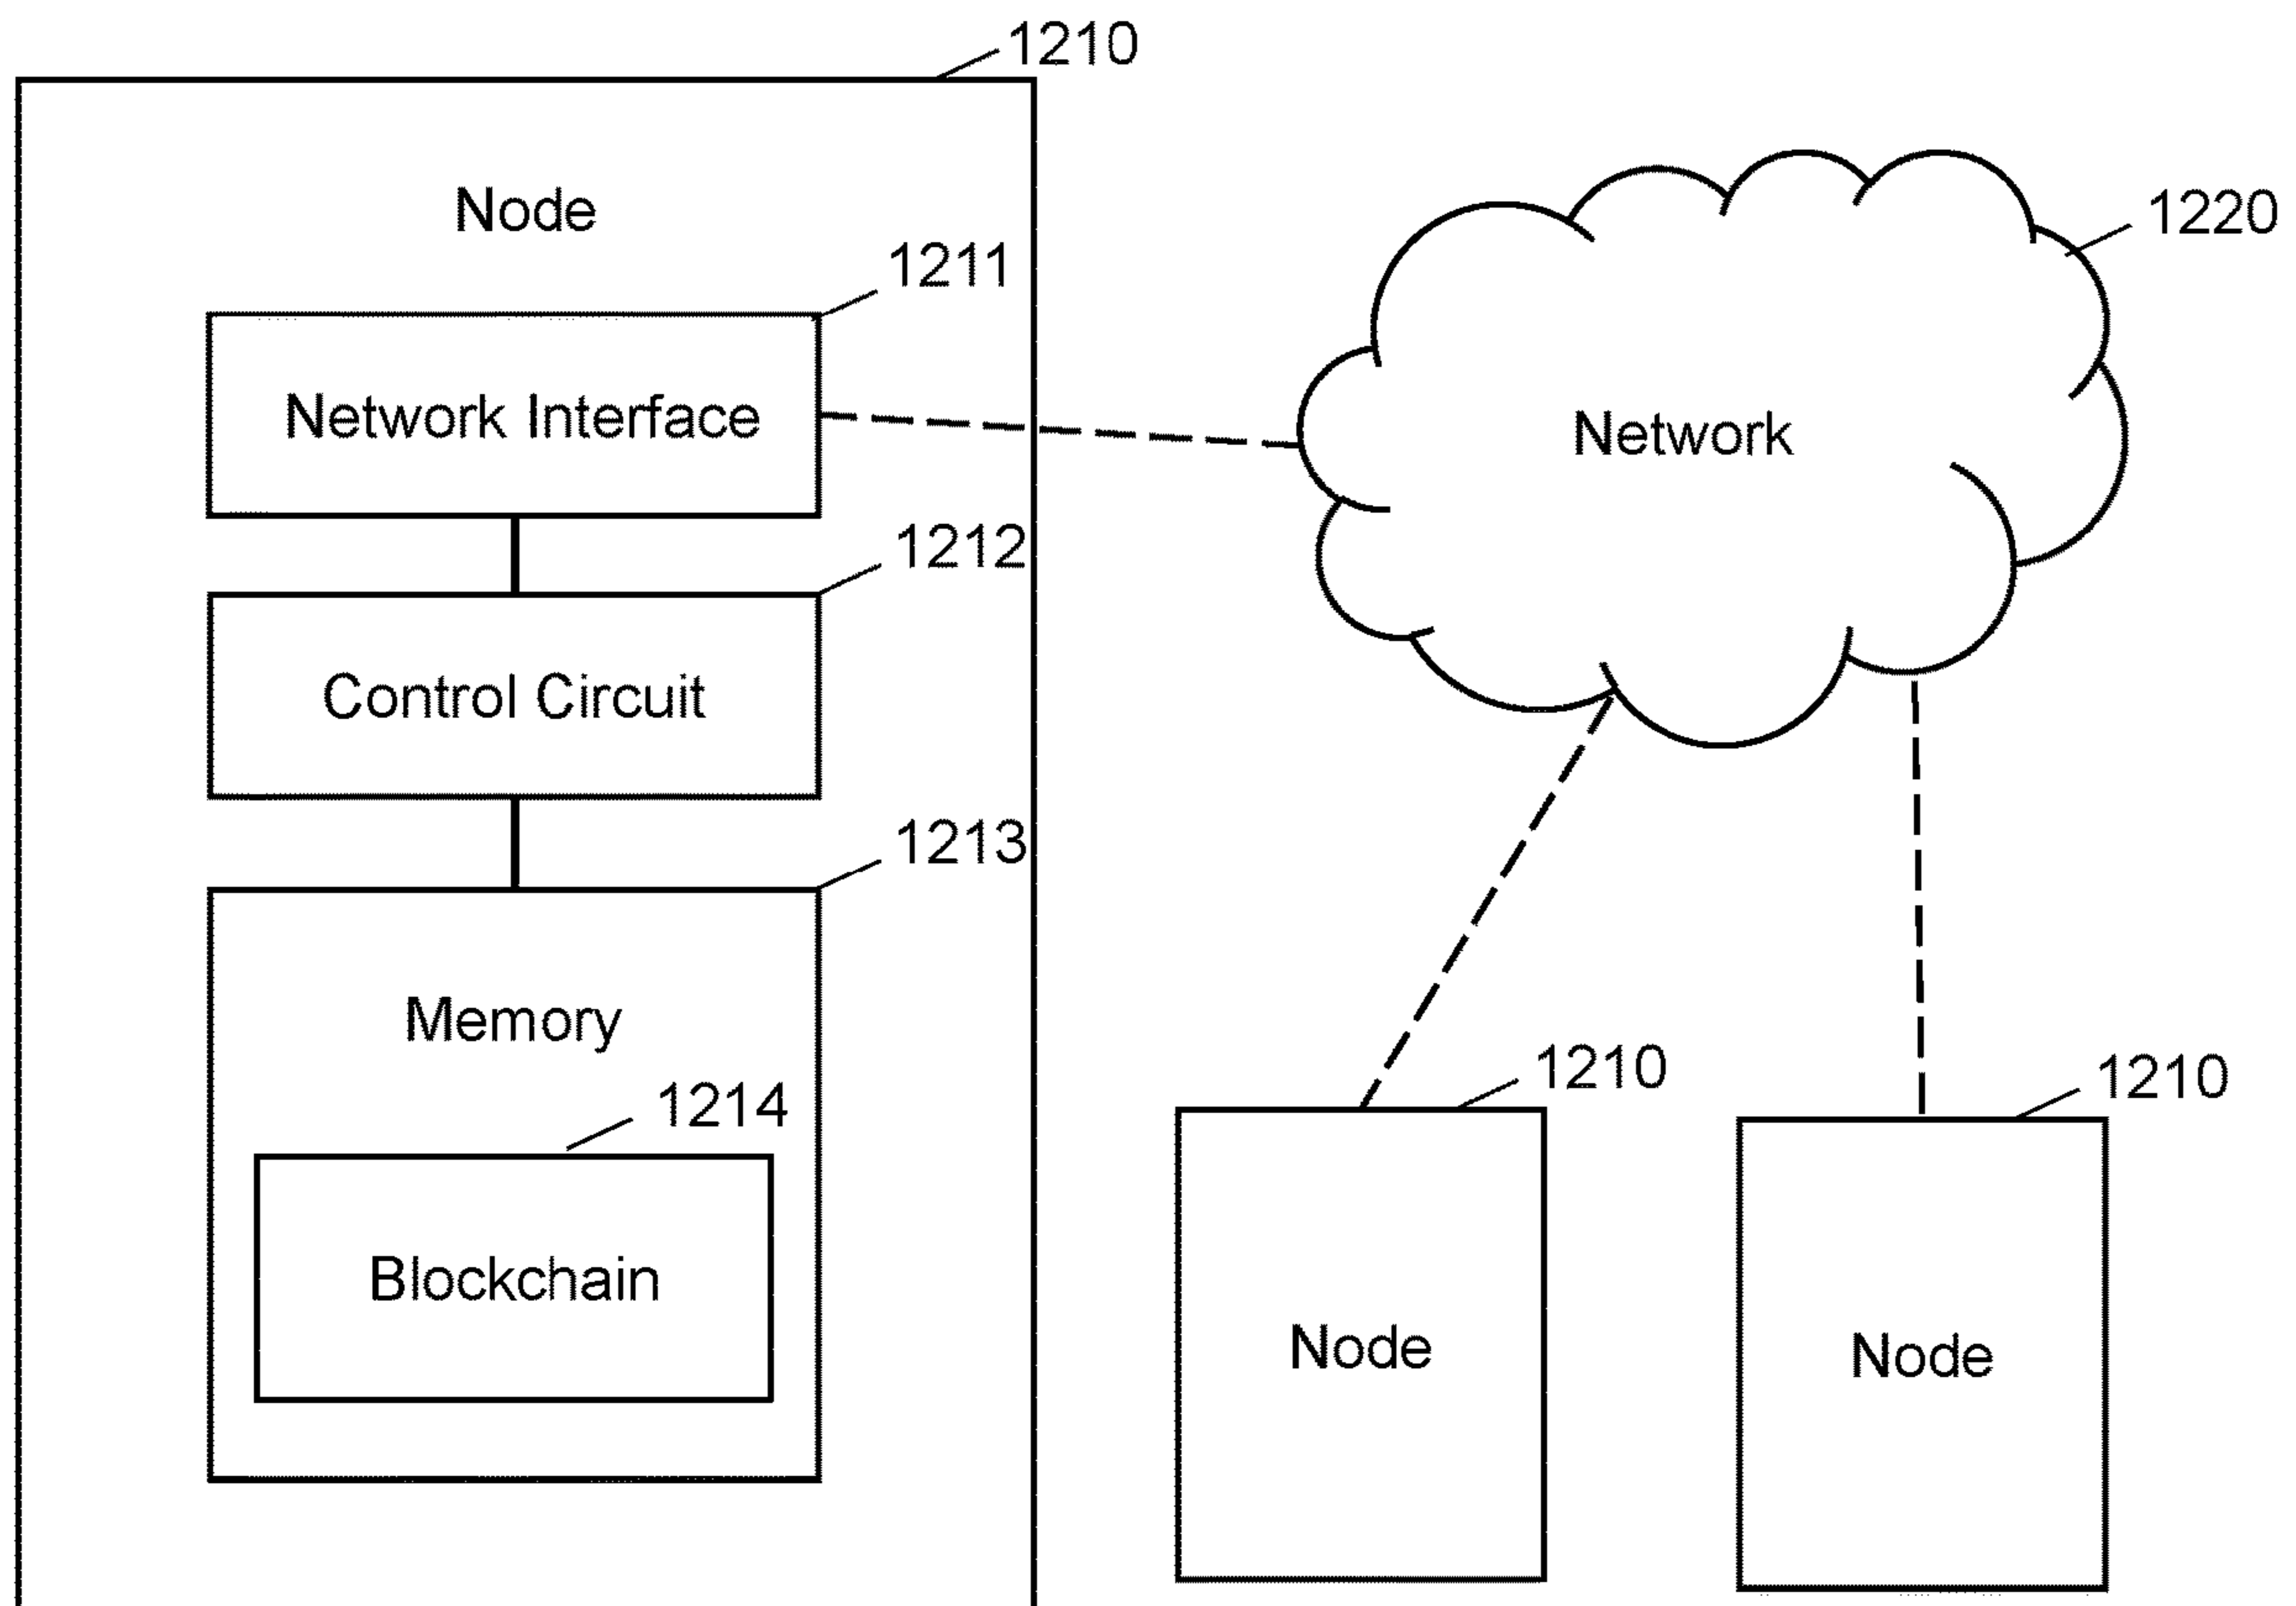 1210
Node
1211
Network Interface
1212
Control Circuit
1213
Memory
1214
Blockchain
1220
Network
1210
Node
1210
Node